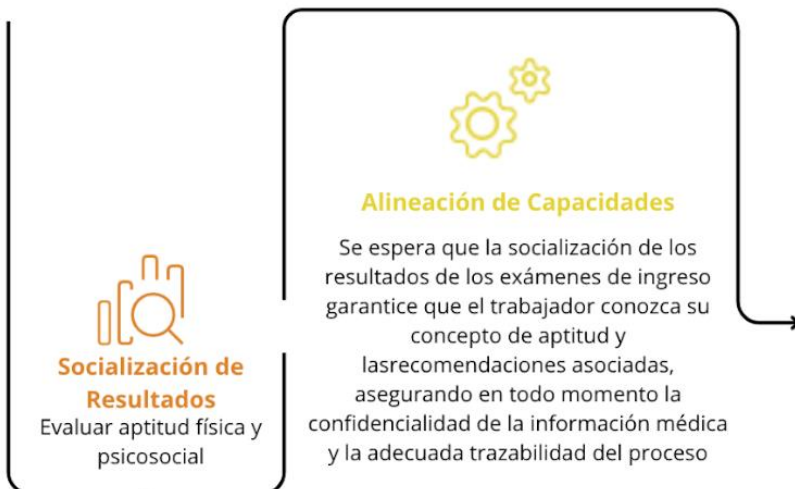 Socialización de
Resultados
Evaluar aptitud física y
psicosocial
Alineación de Capacidades
Se espera que la socialización de los
resultados de los exámenes de ingreso
garantice que el trabajador conozca su
concepto de aptitud y
lasrecomendaciones asociadas,
asegurando en todo momento la
confidencialidad de la información médica
y la adecuada trazabilidad del proceso